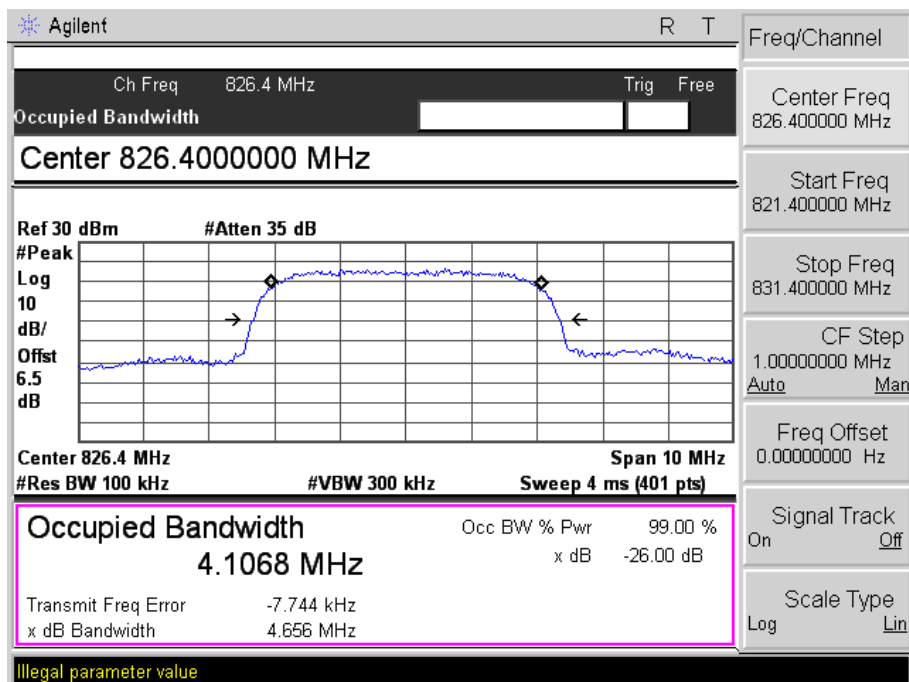 Agilent R T
Ch Freq 826.4 MHz Trig Free
Occupied Bandwidth
Center 826.4000000 MHz
Ref 30 dBm #Atten 35 dB
#Peak
Log
10
dB/
Offst
6.5
dB
Center 826.4 MHz Span 10 MHz
#Res BW 100 kHz #VBW 300 kHz Sweep 4 ms (401 pts)
Occupied Bandwidth Occ BW % Pwr 99.00 %
4.1068 MHz x dB -26.00 dB
Transmit Freq Error -7.744 kHz
x dB Bandwidth 4.656 MHz
Illegal parameter value
Freq/Channel
Center Freq
826.400000 MHz
Start Freq
821.400000 MHz
Stop Freq
831.400000 MHz
CF Step
1.00000000 MHz
Auto Man
Freq Offset
0.00000000 Hz
Signal Track
On Off
Scale Type
Log Lin